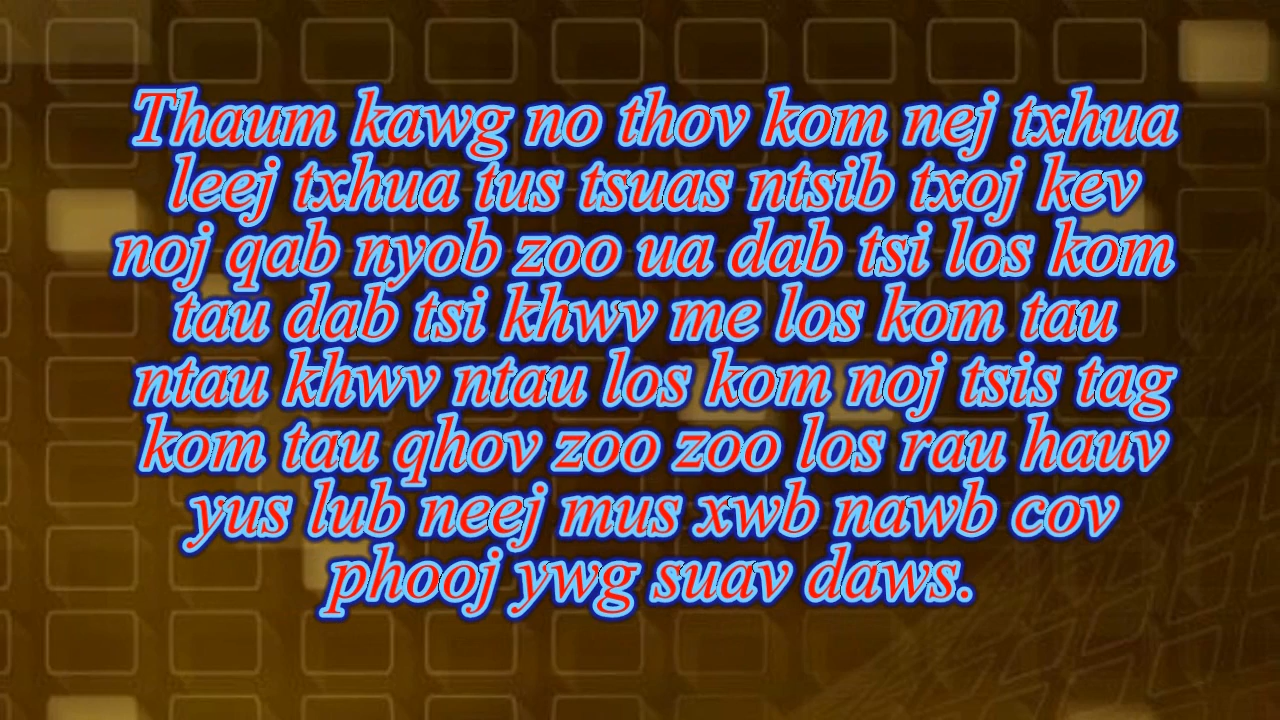 Thaum kawg no thov kom nej txhua
leej txhua tus tsuas ntsib txoj kev
noj qab nyob zoo ua dab tsi los kom
tau dab tsi khwv me los kom tau
ntau khwv ntau los kom noj tsis tag
kom tau qhov zoo zoo los rau hauv
yus lub neej mus xwb nawb cov
phooj ywg suav daws.